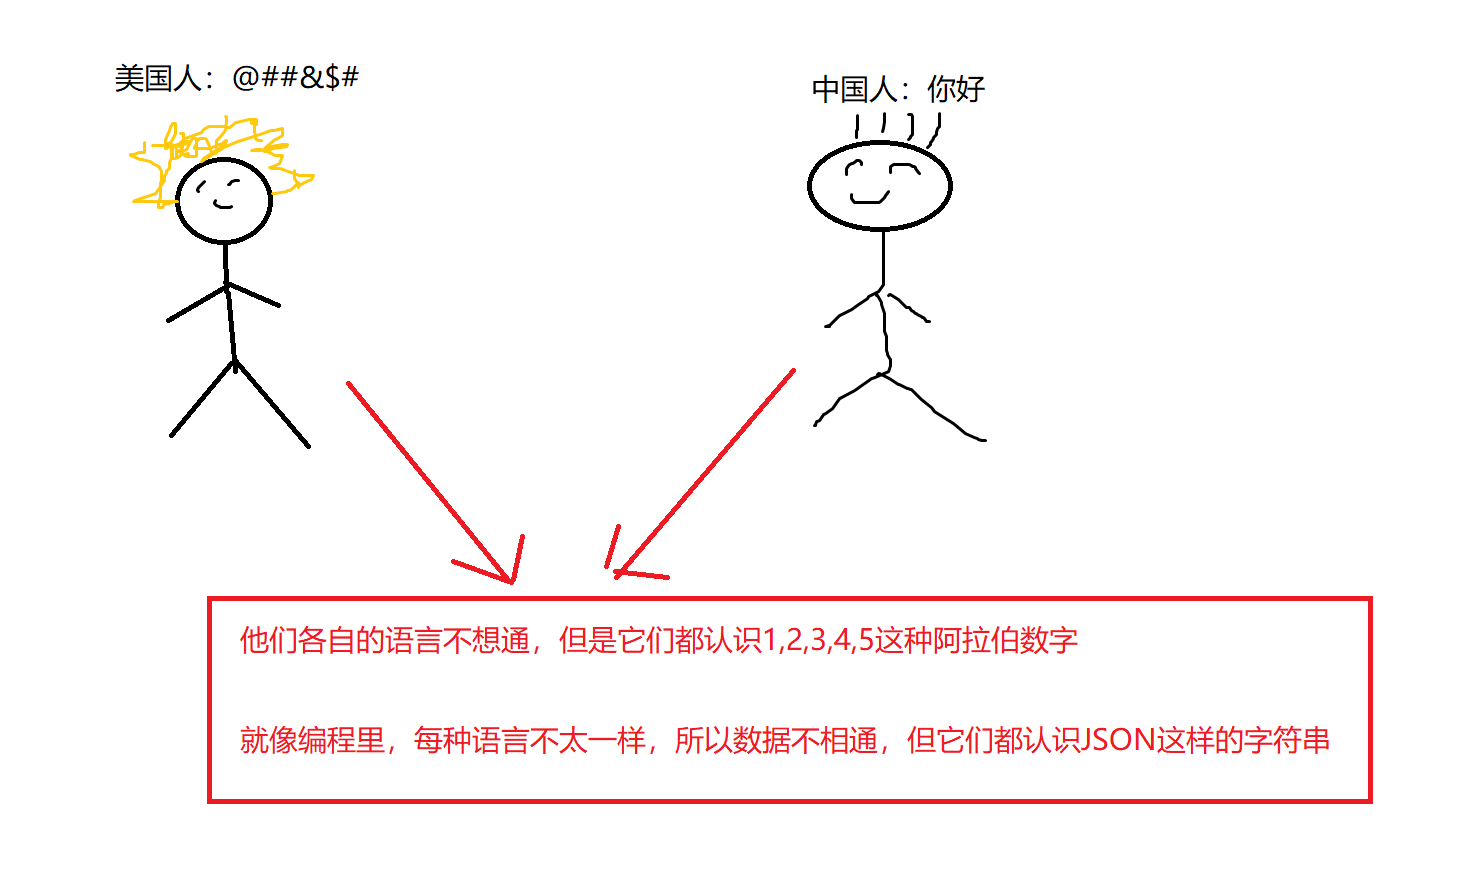 美国人：@##&$#
中国人：你好
他们各自的语言不想通，但是它们都认识1,2,3,4,5这种阿拉伯数字
就像编程里，每种语言不太一样，所以数据不相通，但它们都认识JSON这样的字符串